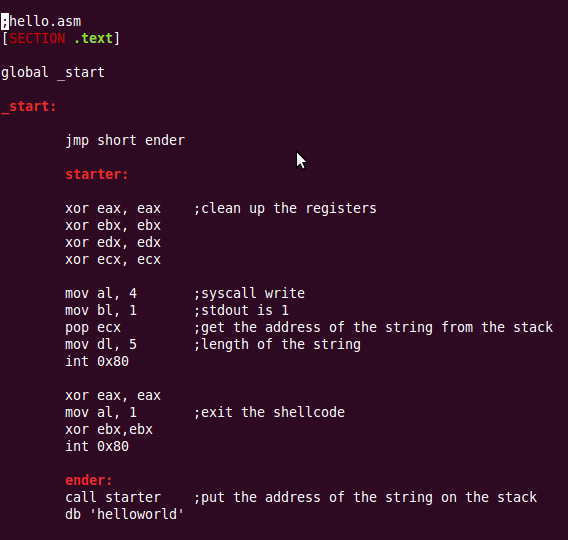 ;hello.asm
[SECTION .text]
global _start
_start:
jmp short ender
starter:
xor eax, eax ;clean up the registers
xor ebx, ebx
xor edx, edx
xor ecx, ecx
mov al, 4 ;syscall write
mov bl, 1 ;stdout is 1
pop ecx ;get the address of the string from the stack
mov dl, 5 ;length of the string
int 0x80
xor eax, eax
mov al, 1 ;exit the shellcode
xor ebx,ebx
int 0x80
ender:
call starter ;put the address of the string on the stack
db 'helloworld'